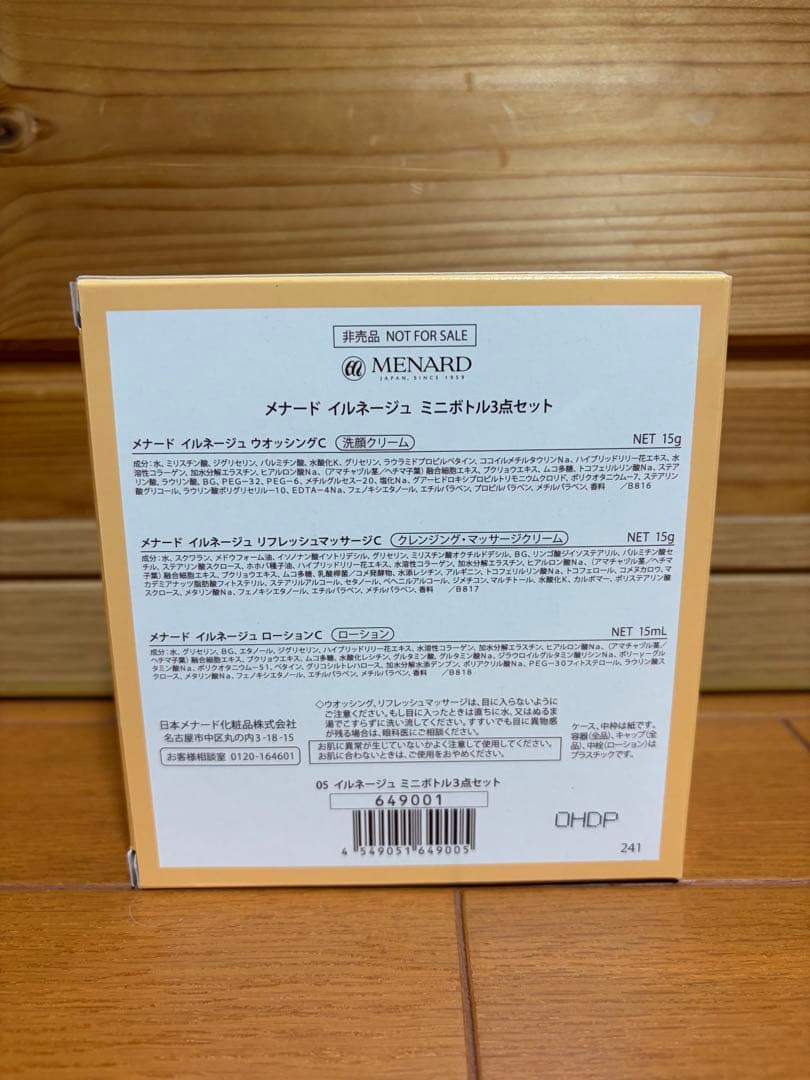 非売品 NOT FOR SALE
MENARD
JAPAN, SINCE 1959
メナード イルネージュ ミニボトル3点セット
メナード イルネージュ ウオッシングC 洗顔クリーム NET 15g
成分:水、ミリスチン酸、ジグリセリン、パルミチン酸、水酸化K、グリセリン、ラウラミドプロピルベタイン、ココイルメチルタウリンNa、ハイブリッドリリー花エキス、水
溶性コラーゲン、加水分解エラスチン、ヒアルロン酸Na、(アマチャヅル葉/ヘチマ子葉)融合細胞エキス、ブクリョウエキス、ムコ多糖、トコフェリルリン酸Na、ステア
リン酸、ラウリン酸、BG、PEG-32、PEG-6、メチルグルセス-20、塩化Na、グアーヒドロキシプロピルトリモニウムクロリド、ポリクオタニウム-7、ステアリン
酸グリコール、ラウリン酸ポリグリセリル-10、EDTA-4Na、フェノキシエタノール、エチルパラベン、プロピルパラベン、メチルパラベン、香料 /B816
メナード イルネージュ リフレッシュマッサージC クレンジング・マッサージクリーム NET 15g
成分:水、スクワラン、メドウフォーム油、イソノナン酸イソトリデシル、グリセリン、ミリスチン酸オクチルドデシル、BG、リンゴ酸ジイソステアリル、パルミチン酸セ
チル、ステアリン酸スクロース、ホホバ種子油、ハイブリッドリリー花エキス、水溶性コラーゲン、加水分解エラスチン、ヒアルロン酸Na、(アマチャヅル葉/ヘチマ子
葉)融合細胞エキス、ブクリョウエキス、ムコ多糖、乳酸桿菌/コメ発酵物、水添レシチン、アルギニン、トコフェリルリン酸Na、トコフェロール、コメヌカロウ、マ
カデミアナッツ脂肪酸フィトステリル、ステアリルアルコール、セタノール、ベヘニルアルコール、ジメチコン、マルチトール、水酸化K、カルボマー、ポリステアリン酸
スクロース、メタリン酸Na、フェノキシエタノール、エチルパラベン、メチルパラベン、香料 /B817
メナード イルネージュ ローションC ローション NET 15mL
成分:水、グリセリン、BG、エタノール、ジグリセリン、ハイブリッドリリー花エキス、水溶性コラーゲン、加水分解エラスチン、ヒアルロン酸Na、(アマチャヅル葉/
ヘチマ子葉)融合細胞エキス、ブクリョウエキス、ムコ多糖、水酸化レシチン、グルタミン酸、グルタミン酸Na、ジラウロイルグルタミン酸リシンNa、ポリ-γ-グルタ
ミン酸Na、ポリクオタニウム-51、ベタイン、グリコシルトレハロース、加水分解水添デンプン、ポリアクリル酸Na、PEG-30フィトステロール、ラウリン酸ス
クロース、メタリン酸Na、フェノキシエタノール、エチルパラベン、メチルパラベン、香料 /B818
日本メナード化粧品株式会社
名古屋市中区丸の内3-18-15
お客様相談室 0120-164601
◇ウオッシング、リフレッシュマッサージは、目に入らないように
ご注意ください。もし目に入ったときは直ちに水、又はぬるま
湯でこすらずに洗い流してください。すすいでも目に異物感
が残る場合は、眼科医にご相談ください。
お肌に異常が生じていないかよく注意して使用してください。
お肌に合わないときは、ご使用をおやめください。
ケース、中枠は紙です。
容器(全品)、キャップ(全
品)、中栓(ローション)は
プラスチックです。
05 イルネージュ ミニボトル3点セット
649001
4 549051 649005
OHDP
241